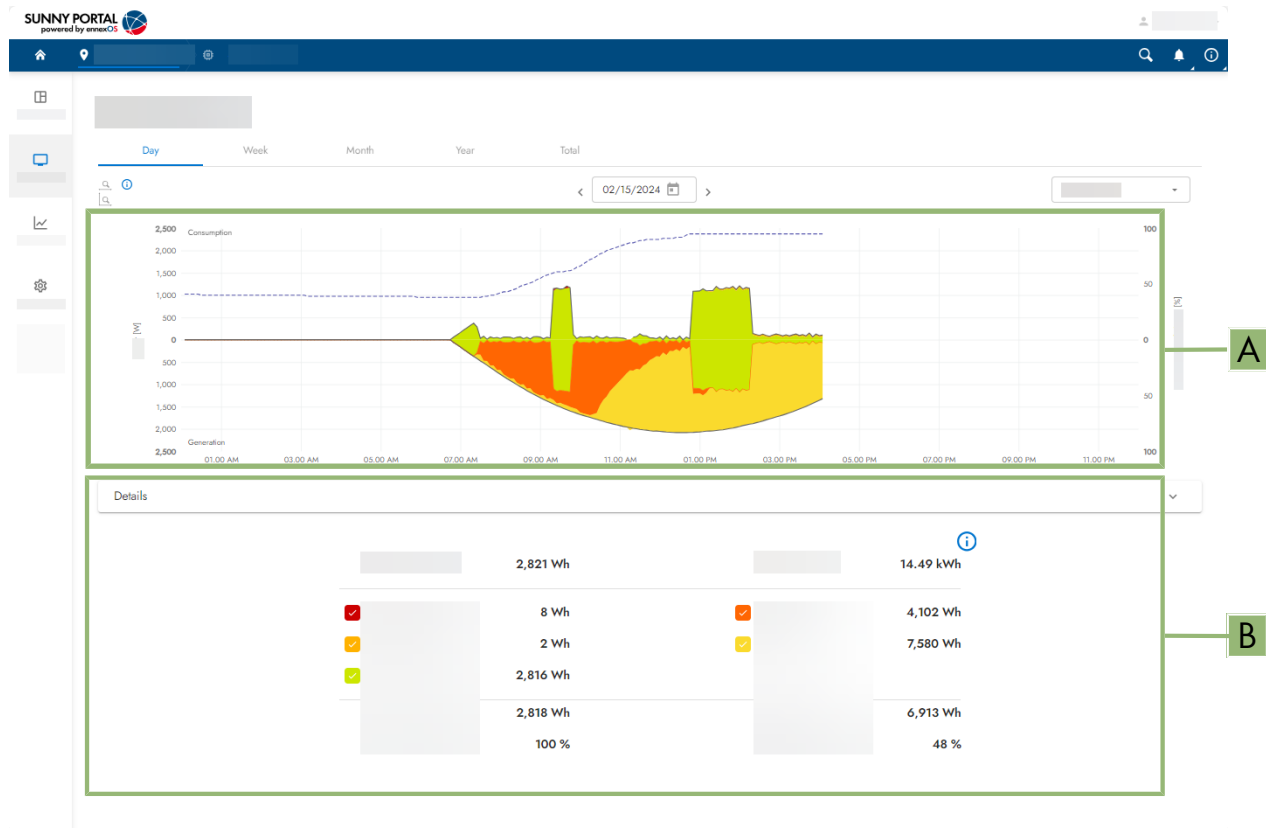 SUNNY PORTAL
powered by ennexOS
Day Week Month Year Total
02/15/2024
2,500 Consumption 100
2,000
1,500
1,000 50
500
[W] 0 0 [%]
500
1,000
1,500 50
2,000
Generation
2,500 100
01.00 AM 03.00 AM 05.00 AM 07.00 AM 09.00 AM 11.00 AM 01.00 PM 03.00 PM 05.00 PM 07.00 PM 09.00 PM 11.00 PM
A
Details
2,821 Wh 14.49 kWh
8 Wh 4,102 Wh
2 Wh 7,580 Wh
2,816 Wh
2,818 Wh 6,913 Wh
100 % 48 %
B